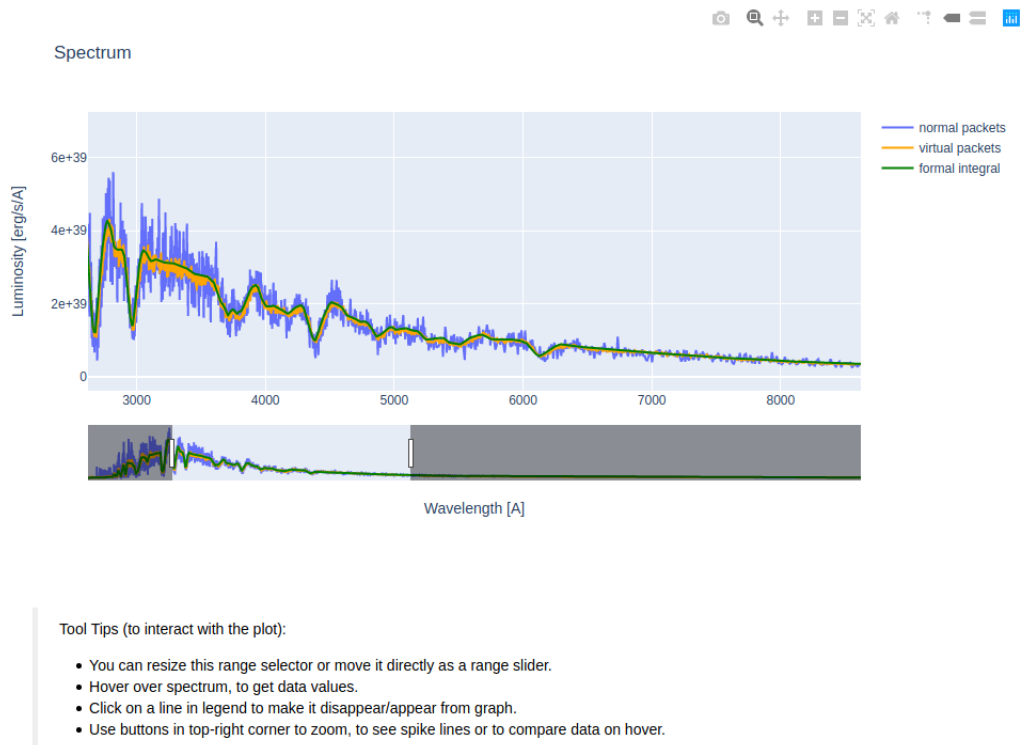 Spectrum
normal packets
virtual packets
formal integral
6e+39
4e+39
2e+39
0
Luminosity [erg/s/A]
3000 4000 5000 6000 7000 8000
Wavelength [A]
Tool Tips (to interact with the plot):
• You can resize this range selector or move it directly as a range slider.
• Hover over spectrum, to get data values.
• Click on a line in legend to make it disappear/appear from graph.
• Use buttons in top-right corner to zoom, to see spike lines or to compare data on hover.